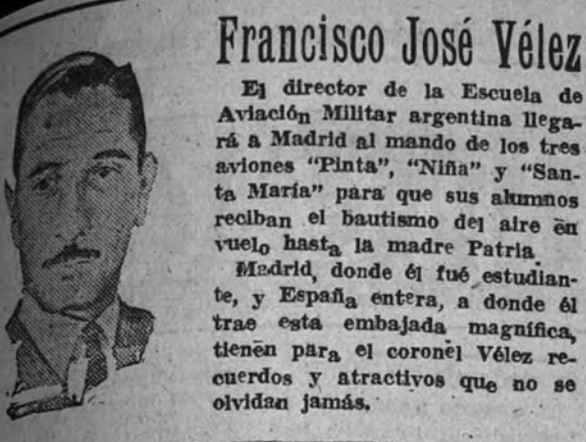 Francisco José Vélez
El director de la Escuela de
Aviación Militar argentina llega-
rá a Madrid al mando de los tres
aviones "Pinta", "Niña" y "San-
ta María" para que sus alumnos
reciban el bautismo del aire en
vuelo hasta la madre Patria.
Madrid, donde él fué estudian-
te, y España entera, a donde él
trae esta embajada magnífica,
tienen para el coronel Vélez re-
cuerdos y atractivos que no se
olvidan jamás.